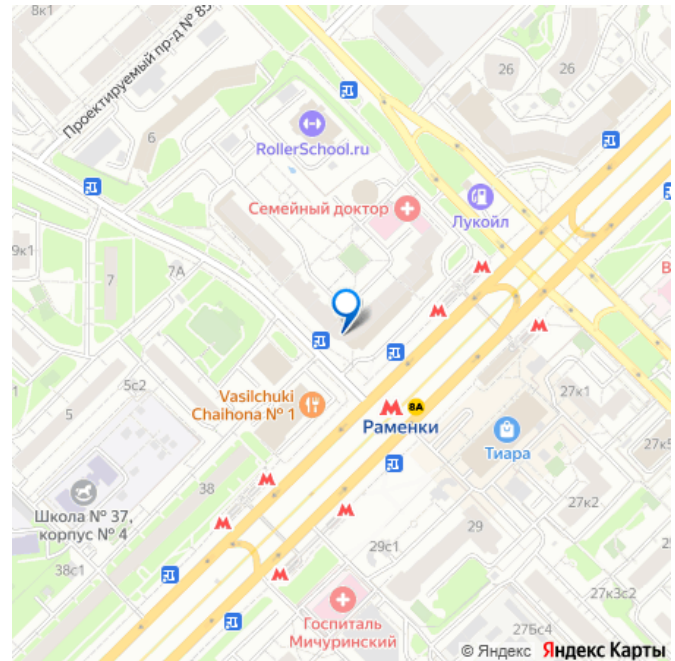 8к1
Проектируемый пр-д № 85
6
26
26
RollerSchool.ru
Семейный доктор
Лукойл
9к1
7
7А
В
5с2
5
Vasilchuki
Chaihona № 1
8А
Раменки
27к1
Тиара
27к5
Школа № 37,
корпус № 4
38
38с1
29
27к2
29с1
25
27к3с2
Госпиталь
Мичуринский
27Бс4
© Яндекс Яндекс Карты